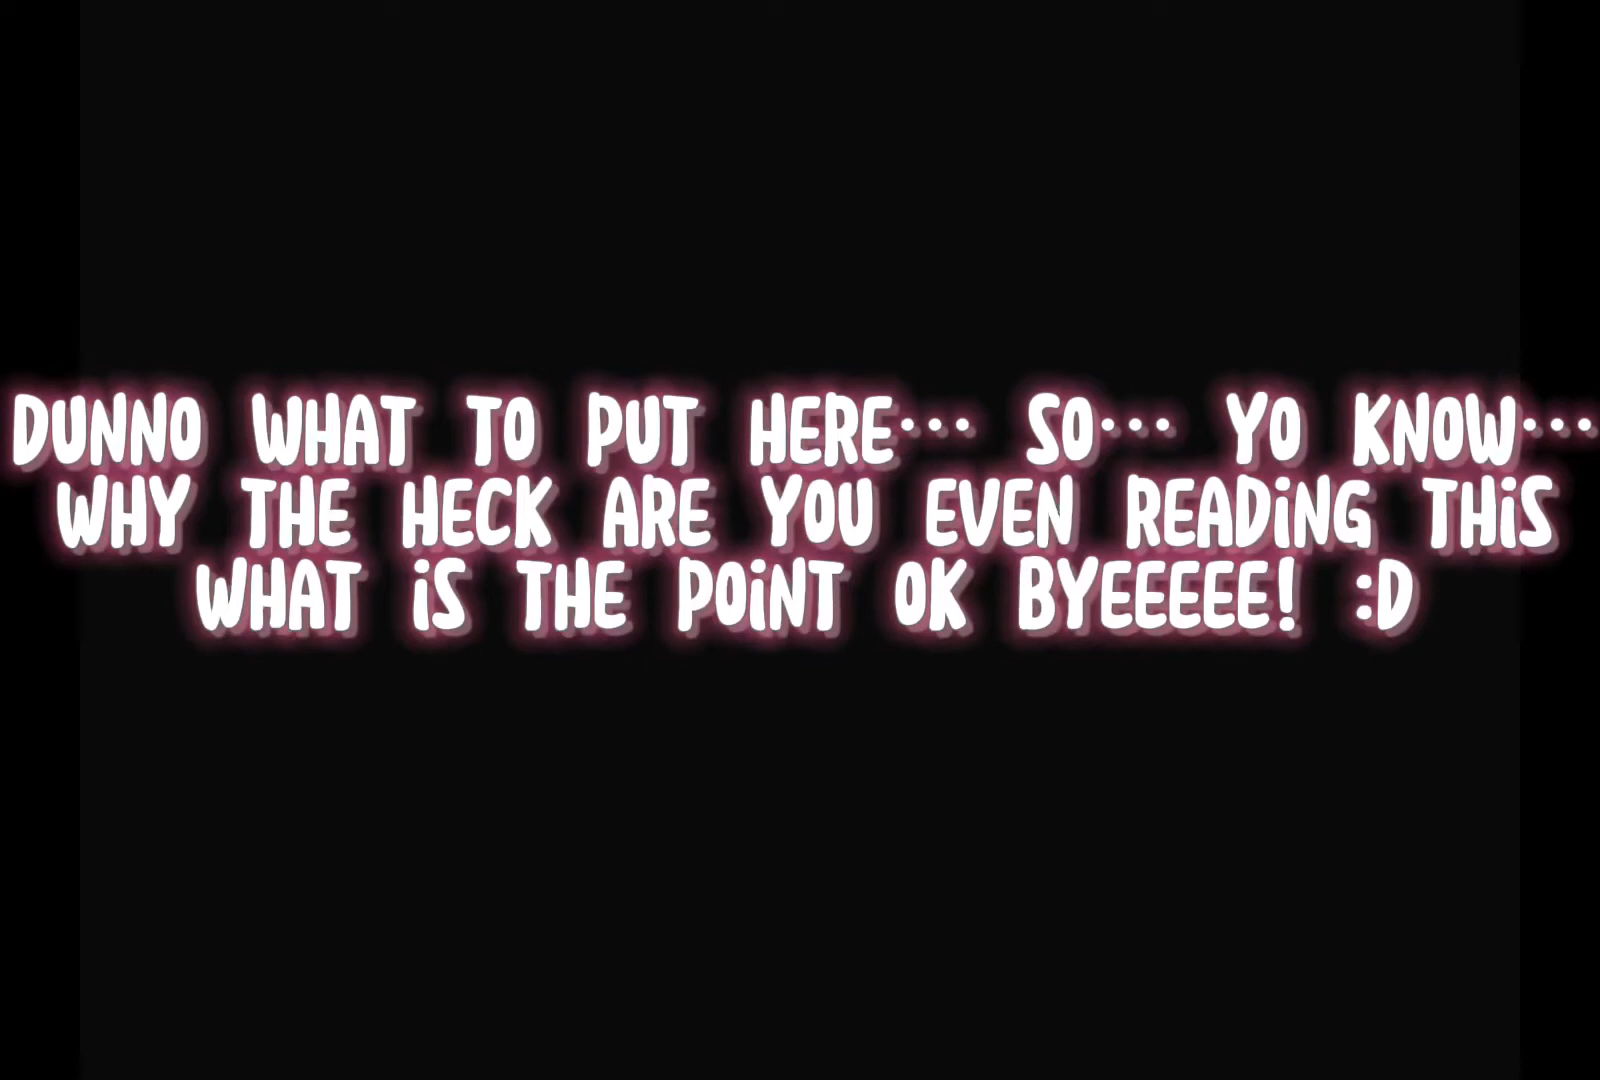 DUNNO WHAT TO PUT HERE... SO... YO KNOW...
WHY THE HECK ARE YOU EVEN READiNG THiS
WHAT iS THE POiNT OK BYEEEEE! :D